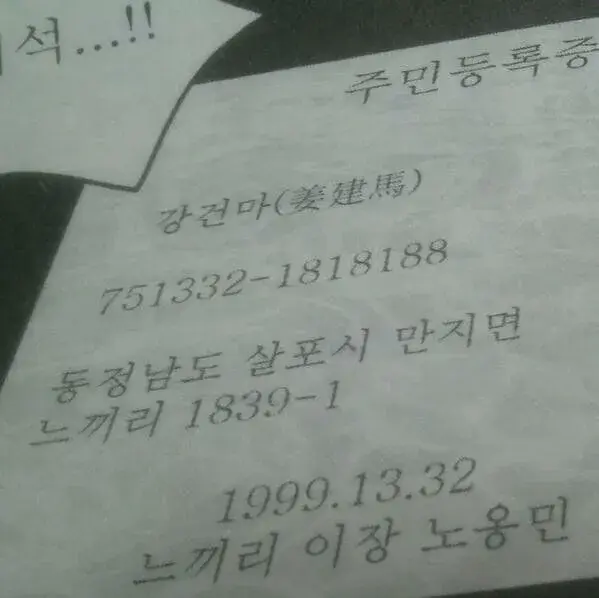 석...!!
주민등록증
강건마(姜建馬)
751332-1818188
동정남도 살포시 만지면
느끼리 1839-1
1999.13.32
느끼리 이장 노옹민